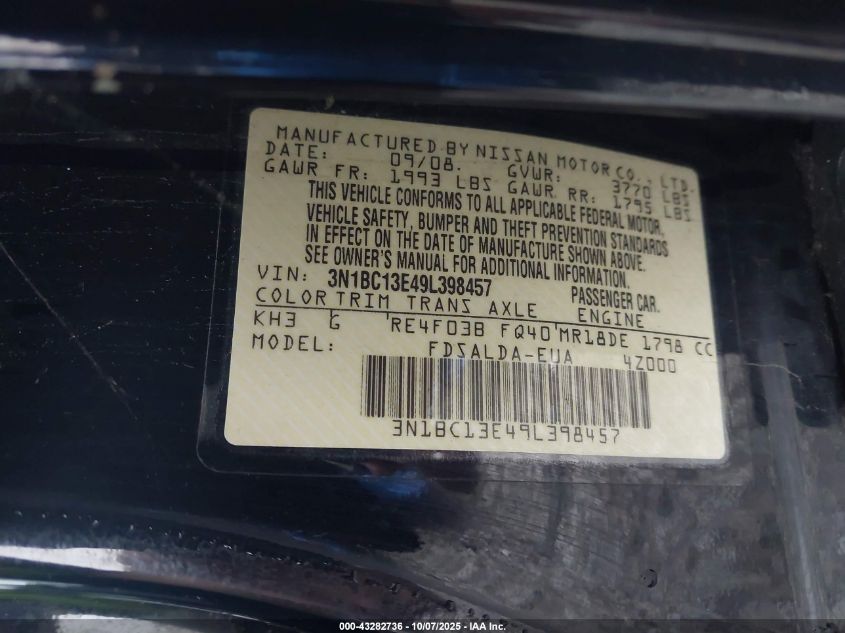 MANUFACTURED BY NISSAN MOTOR CO., LTD.
DATE: 09/08. GVWR: 3770 LBS
GAWR FR: 1993 LBS GAWR RR: 1795 LBS
THIS VEHICLE CONFORMS TO ALL APPLICABLE FEDERAL MOTOR
VEHICLE SAFETY, BUMPER AND THEFT PREVENTION STANDARDS
IN EFFECT ON THE DATE OF MANUFACTURE SHOWN ABOVE.
SEE OWNER'S MANUAL FOR ADDITIONAL INFORMATION.
VIN: 3N1BC13E49L398457 PASSENGER CAR.
COLOR TRIM TRANS AXLE ENGINE
KH3 G RE4F03B FQ40 MR18DE 1798 CC
MODEL: FDSALDA-EUA 4Z000
3N1BC13E49L398457
000-43282736 - 10/07/2025 - IAA Inc.